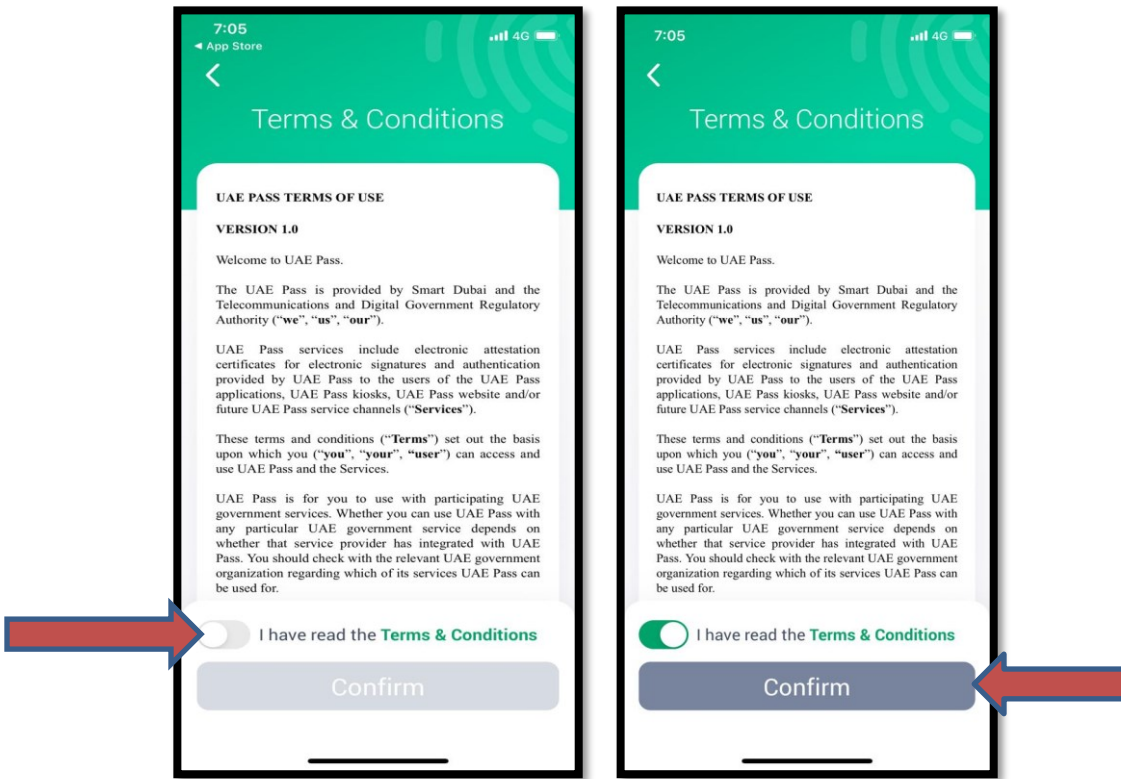 7:05
◄ App Store
4G
Terms & Conditions
UAE PASS TERMS OF USE
VERSION 1.0
Welcome to UAE Pass.
The UAE Pass is provided by Smart Dubai and the
Telecommunications and Digital Government Regulatory
Authority (“we”, “us”, “our”).
UAE Pass services include electronic attestation
certificates for electronic signatures and authentication
provided by UAE Pass to the users of the UAE Pass
applications, UAE Pass kiosks, UAE Pass website and/or
future UAE Pass service channels (“Services”).
These terms and conditions (“Terms”) set out the basis
upon which you (“you”, “your”, “user”) can access and
use UAE Pass and the Services.
UAE Pass is for you to use with participating UAE
government services. Whether you can use UAE Pass with
any particular UAE government service depends on
whether that service provider has integrated with UAE
Pass. You should check with the relevant UAE government
organization regarding which of its services UAE Pass can
be used for.
I have read the Terms & Conditions
Confirm
7:05
4G
Terms & Conditions
UAE PASS TERMS OF USE
VERSION 1.0
Welcome to UAE Pass.
The UAE Pass is provided by Smart Dubai and the
Telecommunications and Digital Government Regulatory
Authority (“we”, “us”, “our”).
UAE Pass services include electronic attestation
certificates for electronic signatures and authentication
provided by UAE Pass to the users of the UAE Pass
applications, UAE Pass kiosks, UAE Pass website and/or
future UAE Pass service channels (“Services”).
These terms and conditions (“Terms”) set out the basis
upon which you (“you”, “your”, “user”) can access and
use UAE Pass and the Services.
UAE Pass is for you to use with participating UAE
government services. Whether you can use UAE Pass with
any particular UAE government service depends on
whether that service provider has integrated with UAE
Pass. You should check with the relevant UAE government
organization regarding which of its services UAE Pass can
be used for.
I have read the Terms & Conditions
Confirm